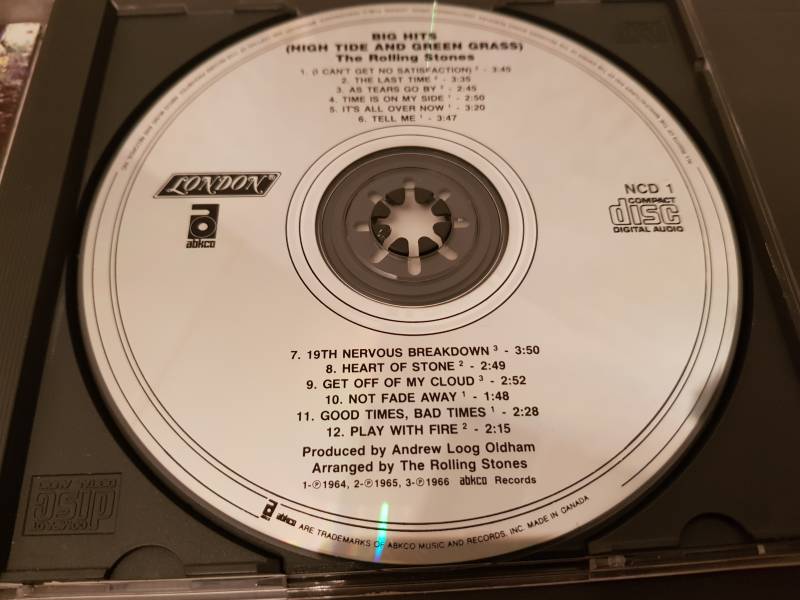 BIG HITS
(HIGH TIDE AND GREEN GRASS)
The Rolling Stones
1. (I CAN'T GET NO SATISFACTION) ² - 3:45
2. THE LAST TIME ² - 3:35
3. AS TEARS GO BY ² - 2:45
4. TIME IS ON MY SIDE ¹ - 2:50
5. IT'S ALL OVER NOW ¹ - 3:20
6. TELL ME ¹ - 3:47
LONDON®
abkco
NCD 1
COMPACT
disc
DIGITAL AUDIO
7. 19TH NERVOUS BREAKDOWN ³ - 3:50
8. HEART OF STONE ² - 2:49
9. GET OFF OF MY CLOUD ³ - 2:52
10. NOT FADE AWAY ¹ - 1:48
11. GOOD TIMES, BAD TIMES ¹ - 2:28
12. PLAY WITH FIRE ² - 2:15
Produced by Andrew Loog Oldham
Arranged by The Rolling Stones
1-℗1964, 2-℗1965, 3-℗1966 abkco Records
abkco ARE TRADEMARKS OF ABKCO MUSIC AND RECORDS, INC. MADE IN CANADA
disc